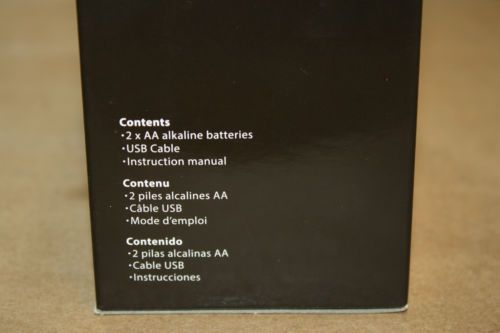 Contents
·2 x AA alkaline batteries
·USB Cable
·Instruction manual
Contenu
·2 piles alcalines AA
·Câble USB
·Mode d'emploi
Contenido
·2 pilas alcalinas AA
·Cable USB
·Instrucciones